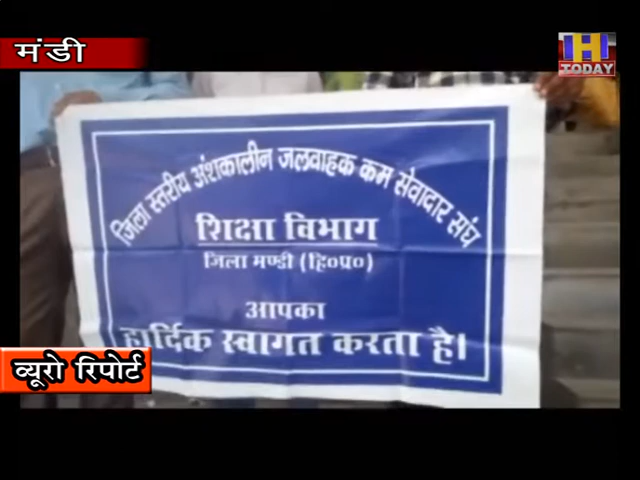 मंडी
H
TODAY
जिला स्तरीय अंशकालीन जलवाहक कम सेवादार संघ
शिक्षा विभाग
जिला मण्डी (हि०प्र०)
आपका
हार्दिक स्वागत करता है।
व्यूरो रिपोर्ट